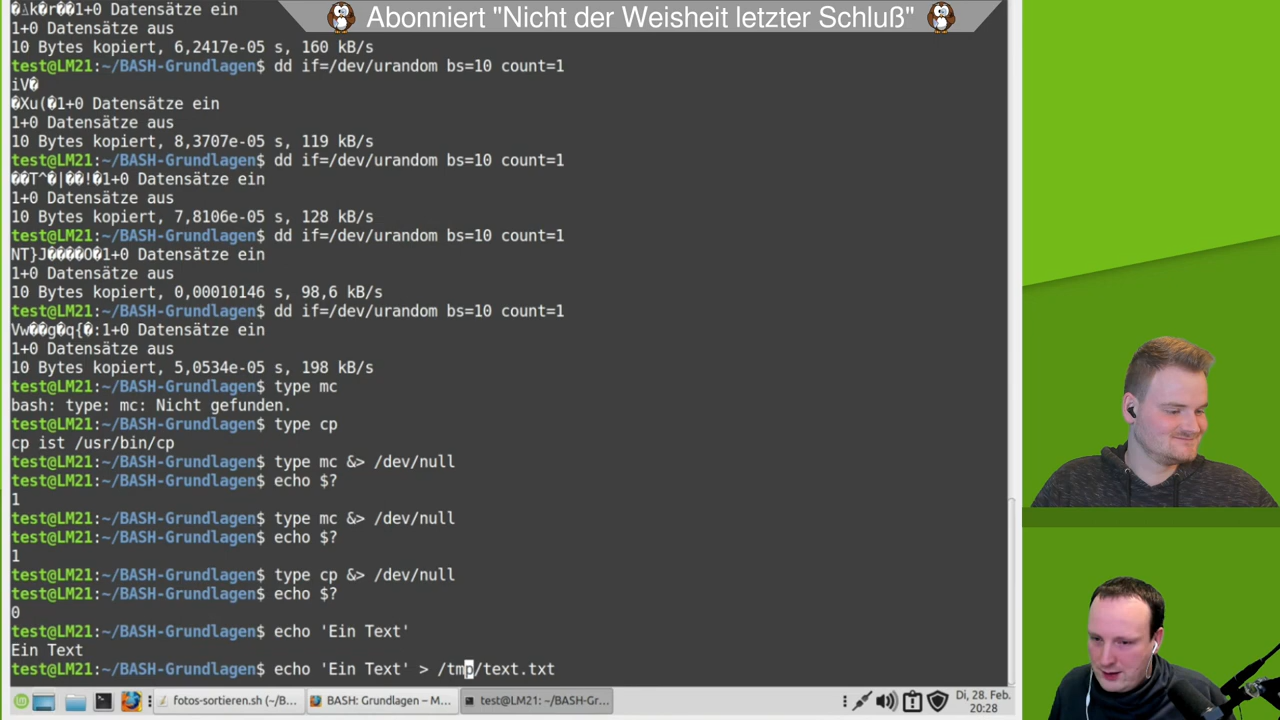 Abonniert "Nicht der Weisheit letzter Schluß"
�k�r��1+0 Datensätze ein
1+0 Datensätze aus
10 Bytes kopiert, 6,2417e-05 s, 160 kB/s
test@LM21:~/BASH-Grundlagen$ dd if=/dev/urandom bs=10 count=1
iV�
�Xu(�1+0 Datensätze ein
1+0 Datensätze aus
10 Bytes kopiert, 8,3707e-05 s, 119 kB/s
test@LM21:~/BASH-Grundlagen$ dd if=/dev/urandom bs=10 count=1
��T^�|��!�1+0 Datensätze ein
1+0 Datensätze aus
10 Bytes kopiert, 7,8106e-05 s, 128 kB/s
test@LM21:~/BASH-Grundlagen$ dd if=/dev/urandom bs=10 count=1
NT}J����O�1+0 Datensätze ein
1+0 Datensätze aus
10 Bytes kopiert, 0,00010146 s, 98,6 kB/s
test@LM21:~/BASH-Grundlagen$ dd if=/dev/urandom bs=10 count=1
Vw��g�q{�:1+0 Datensätze ein
1+0 Datensätze aus
10 Bytes kopiert, 5,0534e-05 s, 198 kB/s
test@LM21:~/BASH-Grundlagen$ type mc
bash: type: mc: Nicht gefunden.
test@LM21:~/BASH-Grundlagen$ type cp
cp ist /usr/bin/cp
test@LM21:~/BASH-Grundlagen$ type mc &> /dev/null
test@LM21:~/BASH-Grundlagen$ echo $?
1
test@LM21:~/BASH-Grundlagen$ type mc &> /dev/null
test@LM21:~/BASH-Grundlagen$ echo $?
1
test@LM21:~/BASH-Grundlagen$ type cp &> /dev/null
test@LM21:~/BASH-Grundlagen$ echo $?
0
test@LM21:~/BASH-Grundlagen$ echo 'Ein Text'
Ein Text
test@LM21:~/BASH-Grundlagen$ echo 'Ein Text' > /tmp/text.txt
fotos-sortieren.sh (~/B... BASH: Grundlagen – M... test@LM21: ~/BASH-Gr... Di, 28. Feb.
20:28